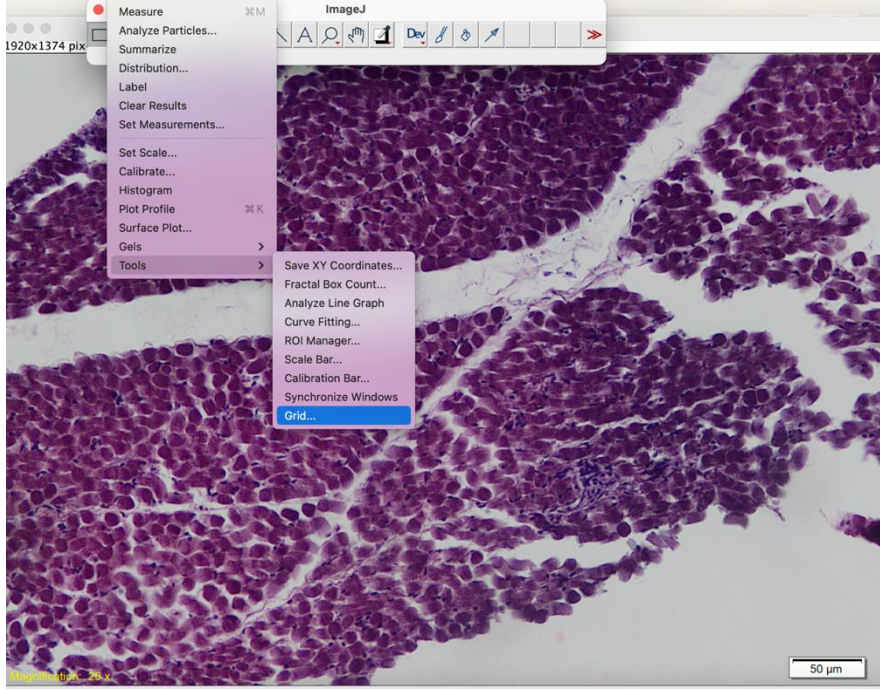 ImageJ
1920x1374 pix
Measure ⌘M
Analyze Particles...
Summarize
Distribution...
Label
Clear Results
Set Measurements...
Set Scale...
Calibrate...
Histogram
Plot Profile ⌘K
Surface Plot...
Gels
Tools
Save XY Coordinates...
Fractal Box Count...
Analyze Line Graph
Curve Fitting...
ROI Manager...
Scale Bar...
Calibration Bar...
Synchronize Windows
Grid...
A
Dev
50 µm
Magnification: 20 x